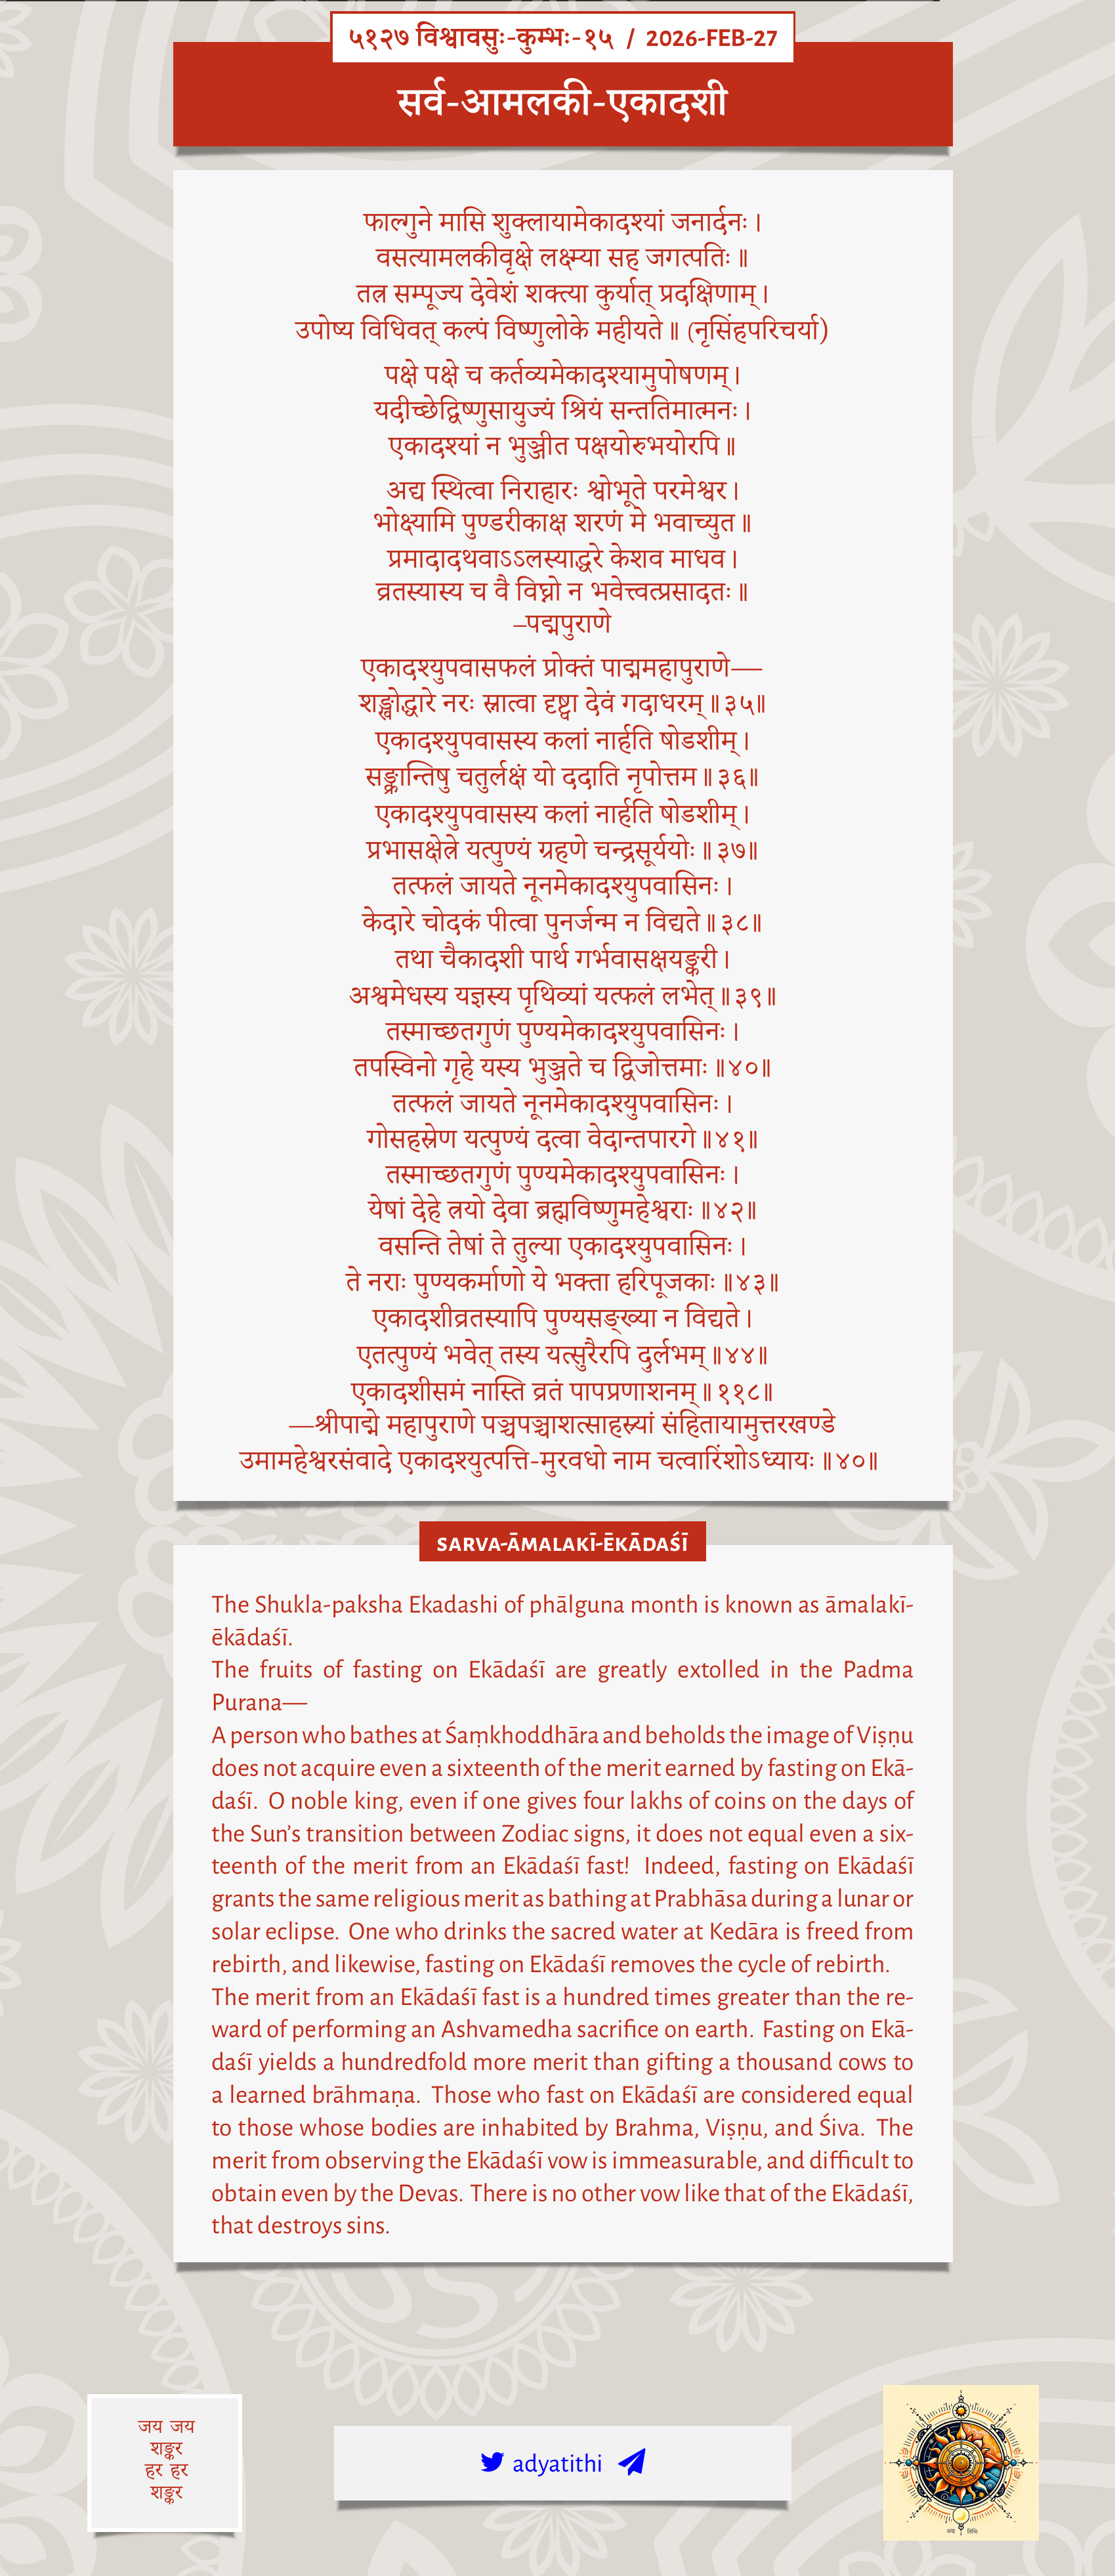 ५१२७ विश्वावसुः-कुम्भः-१५ / 2026-FEB-27
सर्व-आमलकी-एकादशी
फाल्गुने मासि शुक्लायामेकादश्यां जनार्दनः।
वसत्यामलकीवृक्षे लक्ष्म्या सह जगत्पतिः॥
तत्र सम्पूज्य देवेशं शक्त्या कुर्यात् प्रदक्षिणाम्।
उपोष्य विधिवत् कल्पं विष्णुलोके महीयते॥ (नृसिंहपरिचर्या)
पक्षे पक्षे च कर्तव्यमेकादश्यामुपोषणम्।
यदीच्छेद्विष्णुसायुज्यं श्रियं सन्ततिमात्मनः।
एकादश्यां न भुञ्जीत पक्षयोरुभयोरपि॥
अद्य स्थित्वा निराहारः श्वोभूते परमेश्वर।
भोक्ष्यामि पुण्डरीकाक्ष शरणं मे भवाच्युत॥
प्रमादादथवाऽऽलस्याद्धरे केशव माधव।
व्रतस्यास्य च वै विघ्नो न भवेत्त्वत्प्रसादतः॥
–पद्मपुराणे
एकादश्युपवासफलं प्रोक्तं पाद्ममहापुराणे—
शङ्खोद्धारे नरः स्नात्वा दृष्ट्वा देवं गदाधरम्॥३५॥
एकादश्युपवासस्य कलां नार्हति षोडशीम्।
सङ्क्रान्तिषु चतुर्लक्षं यो ददाति नृपोत्तम॥३६॥
एकादश्युपवासस्य कलां नार्हति षोडशीम्।
प्रभासक्षेत्रे यत्पुण्यं ग्रहणे चन्द्रसूर्ययोः॥३७॥
तत्फलं जायते नूनमेकादश्युपवासिनः।
केदारे चोदकं पीत्वा पुनर्जन्म न विद्यते॥३८॥
तथा चैकादशी पार्थ गर्भवासक्षयङ्करी।
अश्वमेधस्य यज्ञस्य पृथिव्यां यत्फलं लभेत्॥३९॥
तस्माच्छतगुणं पुण्यमेकादश्युपवासिनः।
तपस्विनो गृहे यस्य भुञ्जते च द्विजोत्तमाः॥४०॥
तत्फलं जायते नूनमेकादश्युपवासिनः।
गोसहस्रेण यत्पुण्यं दत्वा वेदान्तपारगे॥४१॥
तस्माच्छतगुणं पुण्यमेकादश्युपवासिनः।
येषां देहे त्रयो देवा ब्रह्मविष्णुमहेश्वराः॥४२॥
वसन्ति तेषां ते तुल्या एकादश्युपवासिनः।
ते नराः पुण्यकर्माणो ये भक्ता हरिपूजकाः॥४३॥
एकादशीव्रतस्यापि पुण्यसङ्ख्या न विद्यते।
एतत्पुण्यं भवेत् तस्य यत्सुरैरपि दुर्लभम्॥४४॥
एकादशीसमं नास्ति व्रतं पापप्रणाशनम्॥११८॥
—श्रीपाद्मे महापुराणे पञ्चपञ्चाशत्साहस्र्यां संहितायामुत्तरखण्डे
उमामहेश्वरसंवादे एकादश्युत्पत्ति-मुरवधो नाम चत्वारिंशोऽध्यायः॥४०॥
SARVA-ĀMALAKĪ-ĒKĀDAŚĪ
The Shukla-paksha Ekadashi of phālguna month is known as āmalakī-
ēkādaśī.
The fruits of fasting on Ekādaśī are greatly extolled in the Padma
Purana—
A person who bathes at Śaṃkhoddhāra and beholds the image of Viṣṇu
does not acquire even a sixteenth of the merit earned by fasting on Ekā-
daśī. O noble king, even if one gives four lakhs of coins on the days of
the Sun's transition between Zodiac signs, it does not equal even a six-
teenth of the merit from an Ekādaśī fast! Indeed, fasting on Ekādaśī
grants the same religious merit as bathing at Prabhāsa during a lunar or
solar eclipse. One who drinks the sacred water at Kedāra is freed from
rebirth, and likewise, fasting on Ekādaśī removes the cycle of rebirth.
The merit from an Ekādaśī fast is a hundred times greater than the re-
ward of performing an Ashvamedha sacrifice on earth. Fasting on Ekā-
daśī yields a hundredfold more merit than gifting a thousand cows to
a learned brāhmaṇa. Those who fast on Ekādaśī are considered equal
to those whose bodies are inhabited by Brahma, Viṣṇu, and Śiva. The
merit from observing the Ekādaśī vow is immeasurable, and difficult to
obtain even by the Devas. There is no other vow like that of the Ekādaśī,
that destroys sins.
जय जय
शङ्कर
हर हर
शङ्कर
adyatithi
अद्य तिथि